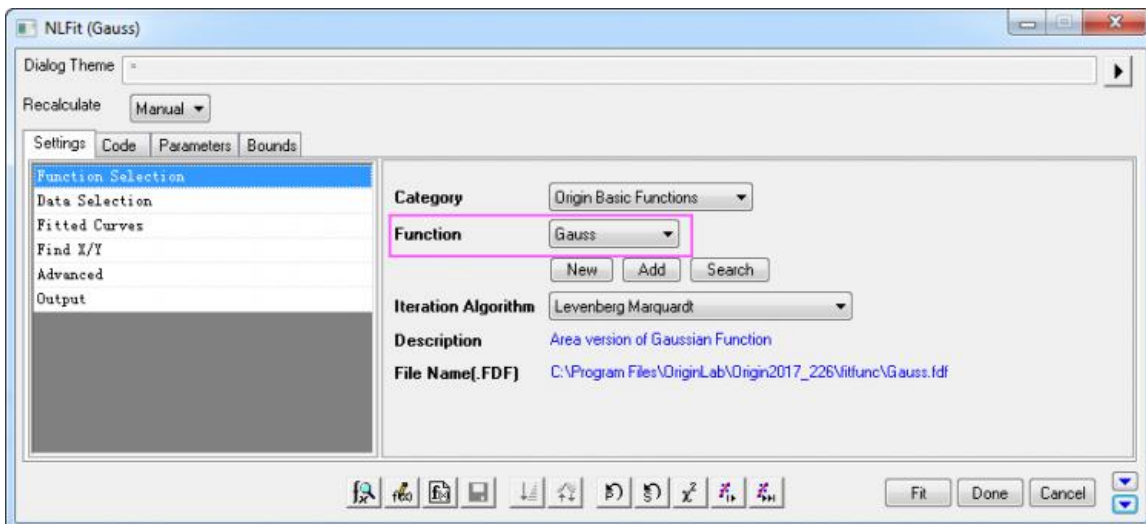 NLFit (Gauss)
Dialog Theme *
Recalculate Manual
Settings Code Parameters Bounds
Function Selection
Data Selection
Fitted Curves
Find X/Y
Advanced
Output
Category Origin Basic Functions
Function Gauss
New Add Search
Iteration Algorithm Levenberg Marquardt
Description Area version of Gaussian Function
File Name(.FDF) C:\Program Files\OriginLab\Origin2017_226\fitfunc\Gauss.fdf
Fit Done Cancel